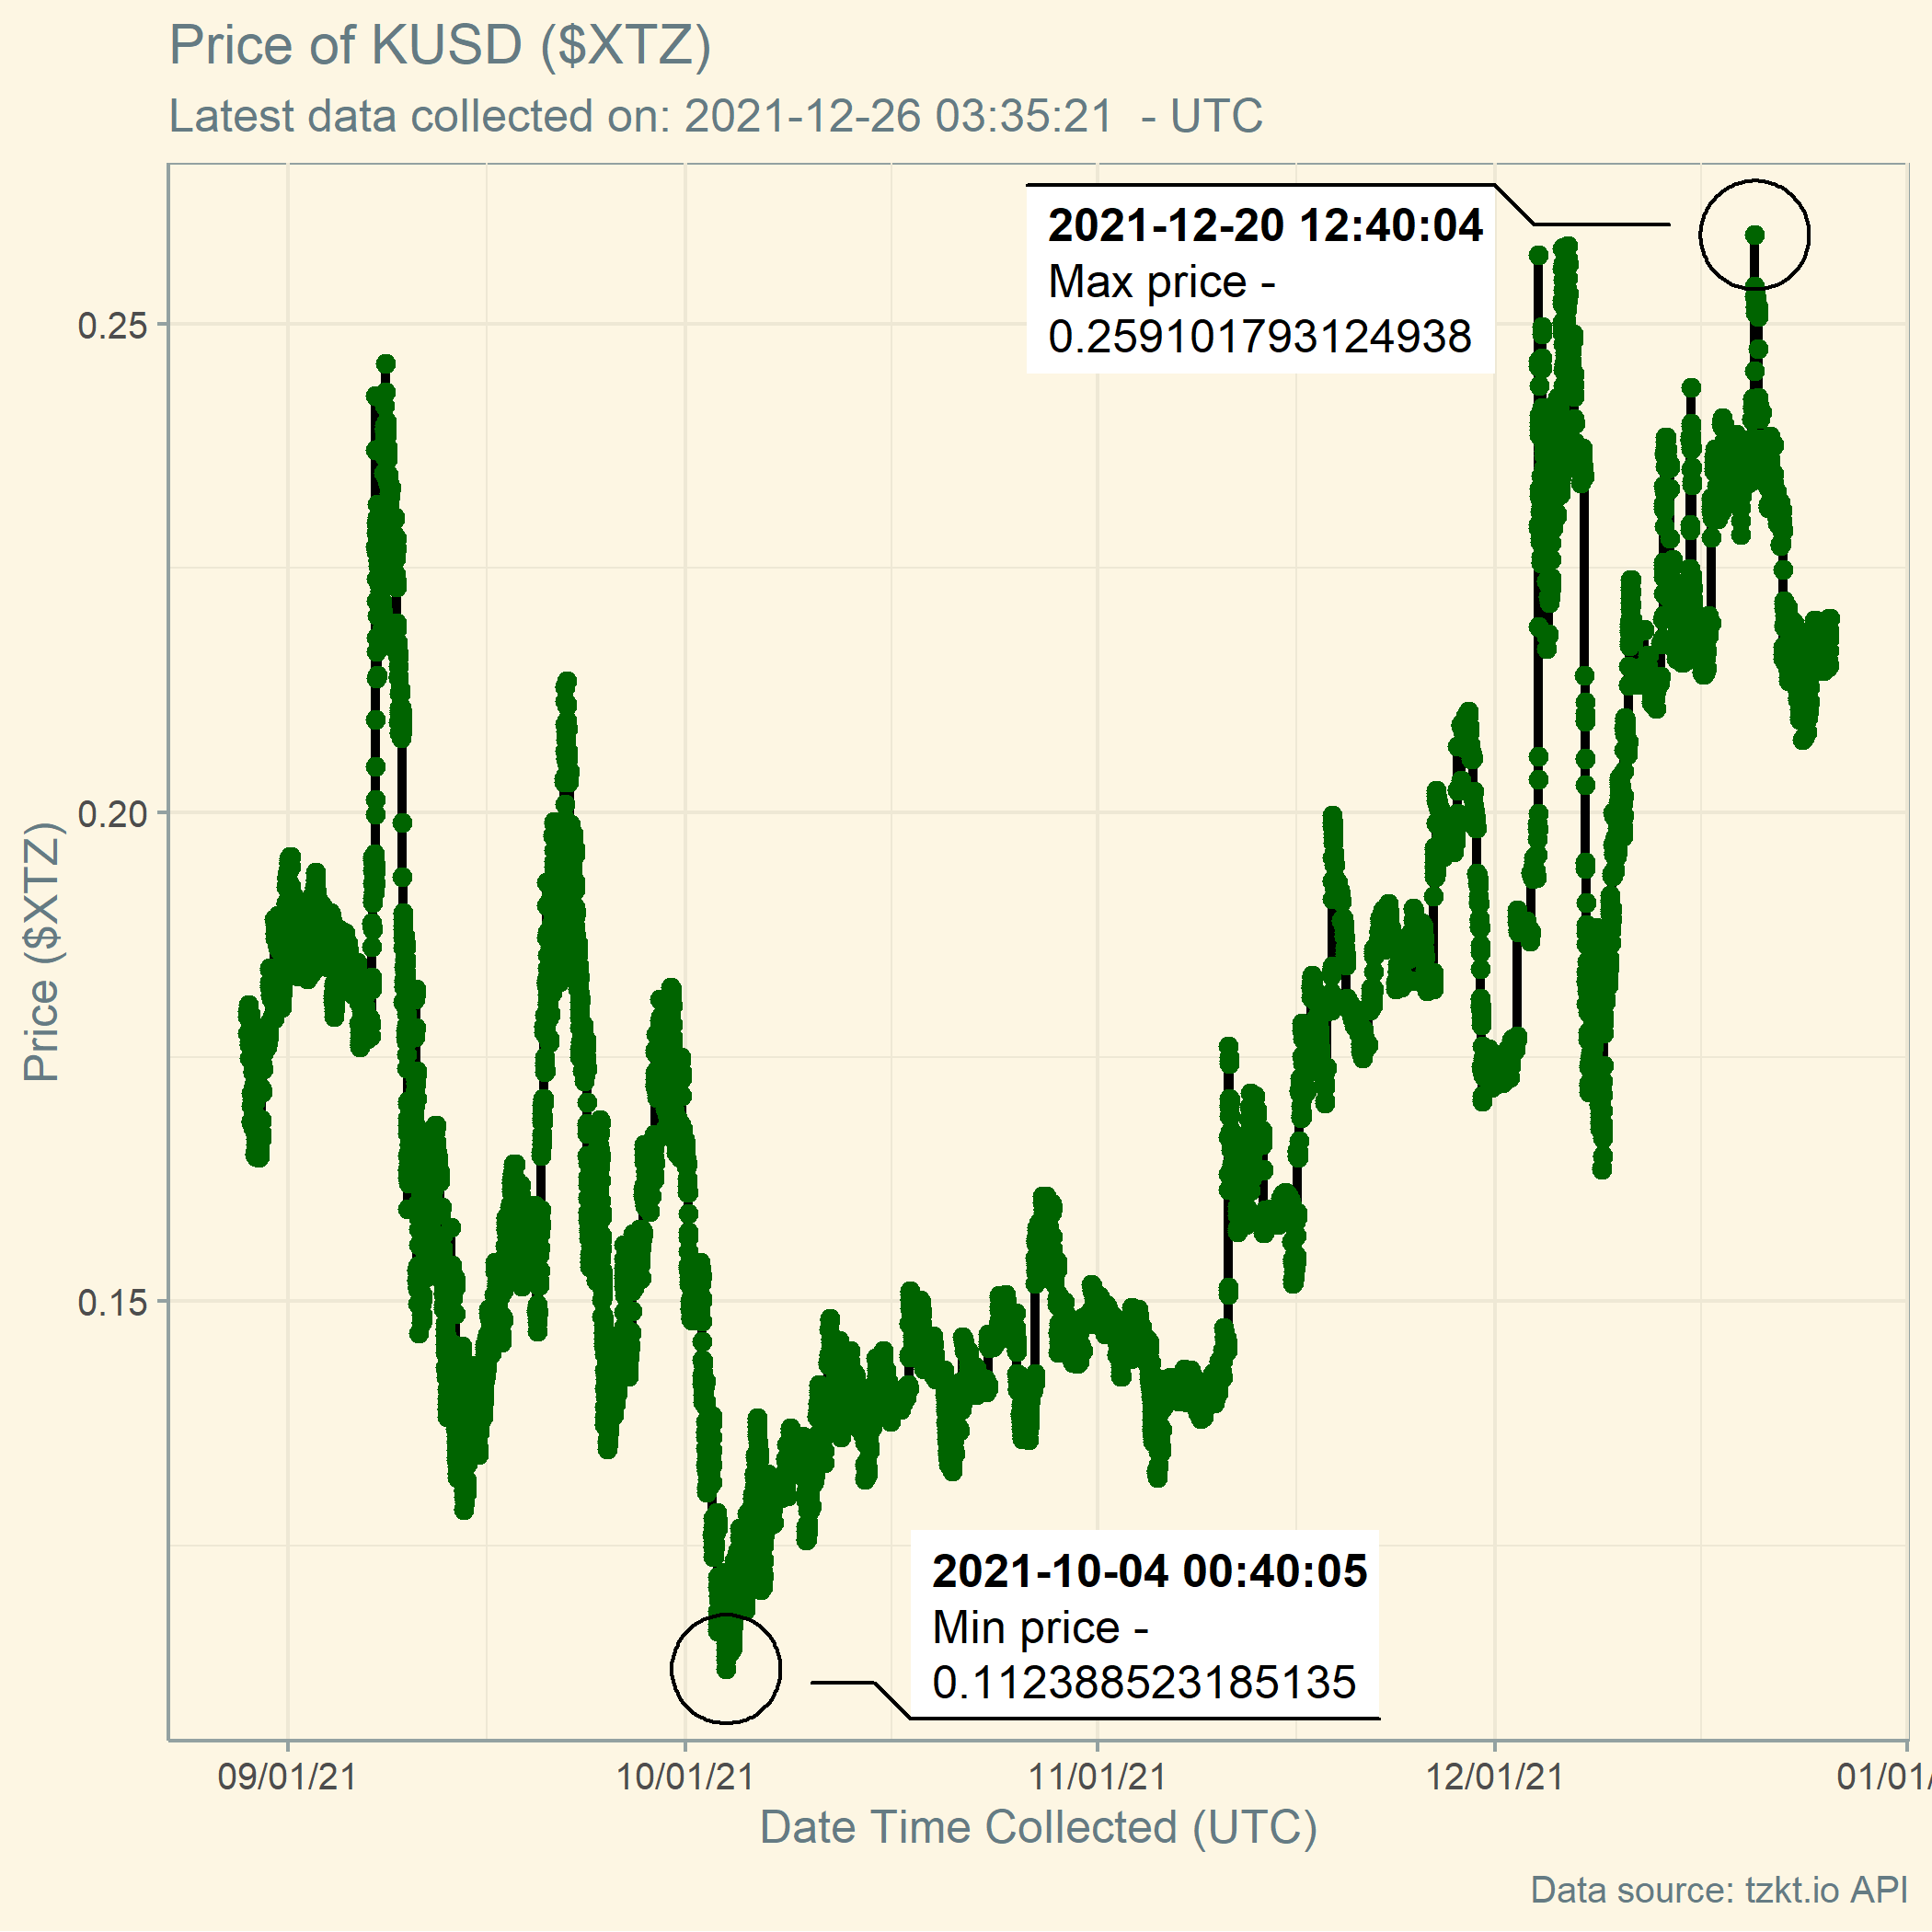 Price of KUSD ($XTZ)
Latest data collected on: 2021-12-26 03:35:21  - UTC
2021-12-20 12:40:04
Max price -
0.259101793124938
0.25
0.20
0.15
Price ($XTZ)
2021-10-04 00:40:05
Min price -
0.112388523185135
09/01/21
10/01/21
11/01/21
12/01/21
01/01/
Date Time Collected (UTC)
Data source: tzkt.io API